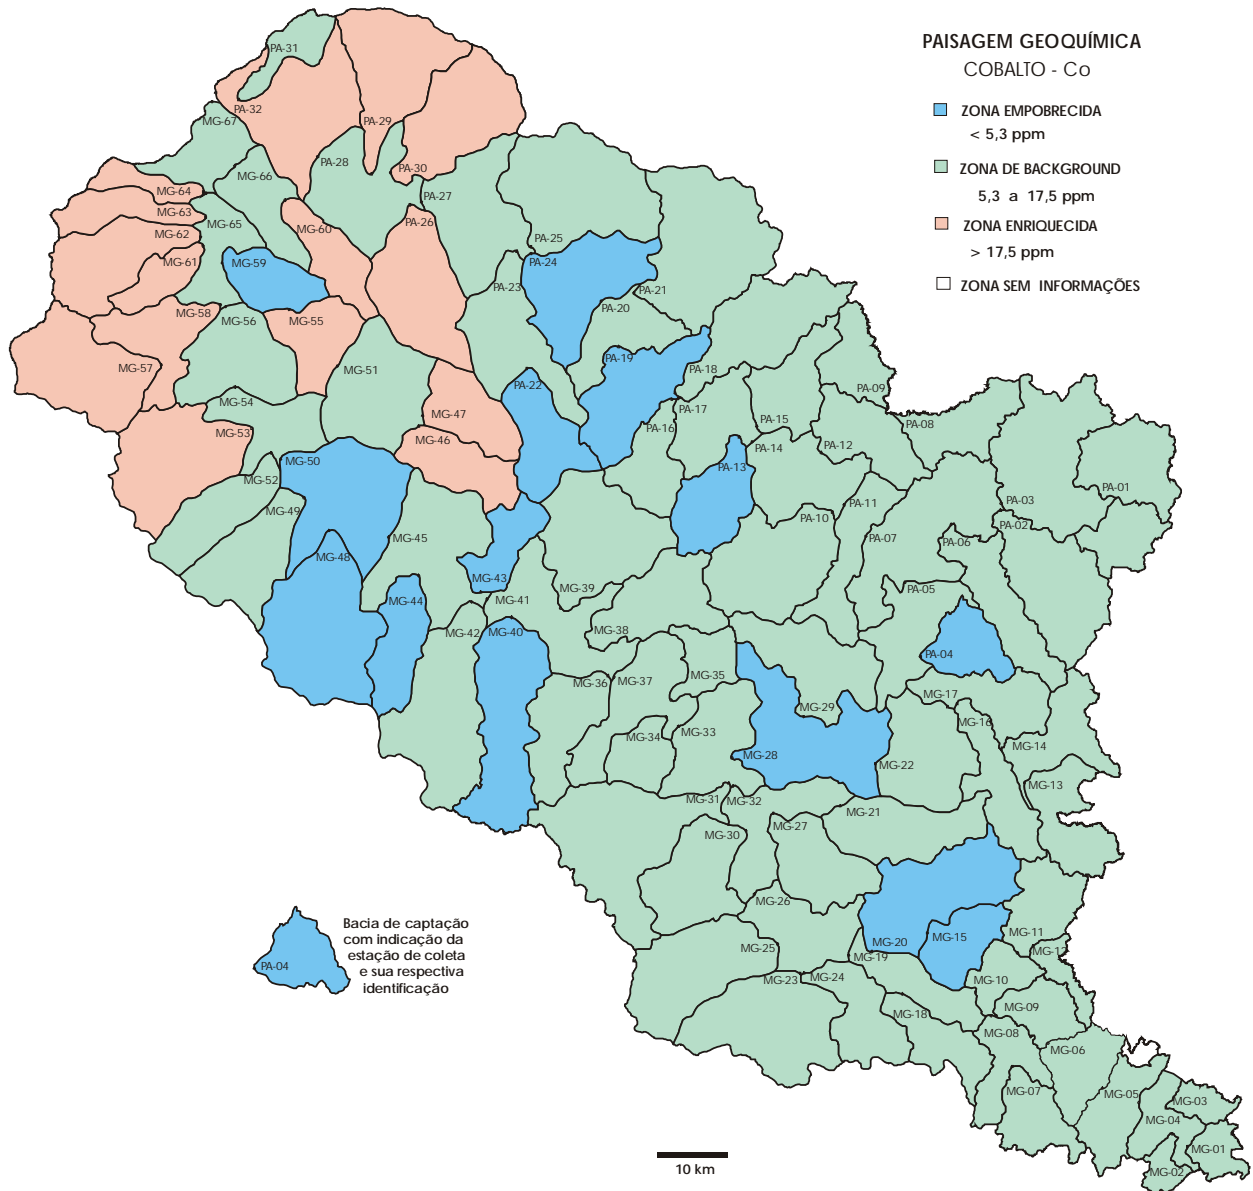 PAISAGEM GEOQUÍMICA
COBALTO - Co
ZONA EMPOBRECIDA
< 5,3 ppm
ZONA DE BACKGROUND
5,3 a 17,5 ppm
ZONA ENRIQUECIDA
> 17,5 ppm
ZONA SEM INFORMAÇÕES
PA-31
PA-32
MG-67
PA-29
PA-28
PA-30
MG-66
MG-64
PA-27
MG-63
PA-26
MG-65
MG-60
MG-62
PA-25
MG-61
MG-59
PA-24
PA-23
PA-21
MG-58
MG-56
MG-55
PA-20
PA-19
MG-57
MG-51
PA-18
PA-22
PA-09
MG-54
PA-17
MG-47
PA-15
PA-08
MG-53
MG-46
PA-16
PA-12
PA-14
MG-50
PA-13
MG-52
PA-01
MG-49
PA-11
PA-03
PA-10
PA-02
MG-45
PA-07
PA-06
MG-48
MG-43
MG-39
PA-05
MG-44
MG-41
MG-42
MG-40
MG-38
PA-04
MG-36
MG-37
MG-35
MG-17
MG-29
MG-16
MG-34
MG-33
MG-14
MG-28
MG-22
MG-13
MG-31
MG-32
MG-21
MG-30
MG-27
MG-26
MG-11
MG-20
MG-15
MG-25
MG-19
MG-12
MG-23
MG-24
MG-10
MG-09
MG-18
MG-08
MG-06
MG-07
MG-05
MG-03
MG-04
MG-01
MG-02
PA-04
Bacia de captação
com indicação da
estação de coleta
e sua respectiva
identificação
10 km